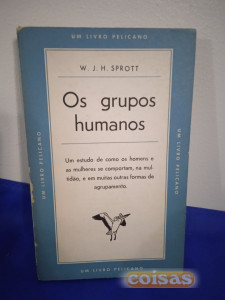 UM LIVRO PELICANO
W. J. H. SPROTT
Os grupos
humanos
Um estudo de como os homens e
as mulheres se comportam, na mul-
tidão, e em muitas outras formas de
agrupamento.
UM LIVRO PELICANO
UM LIVRO PELICANO
UM LIVRO PELICANO
coisas